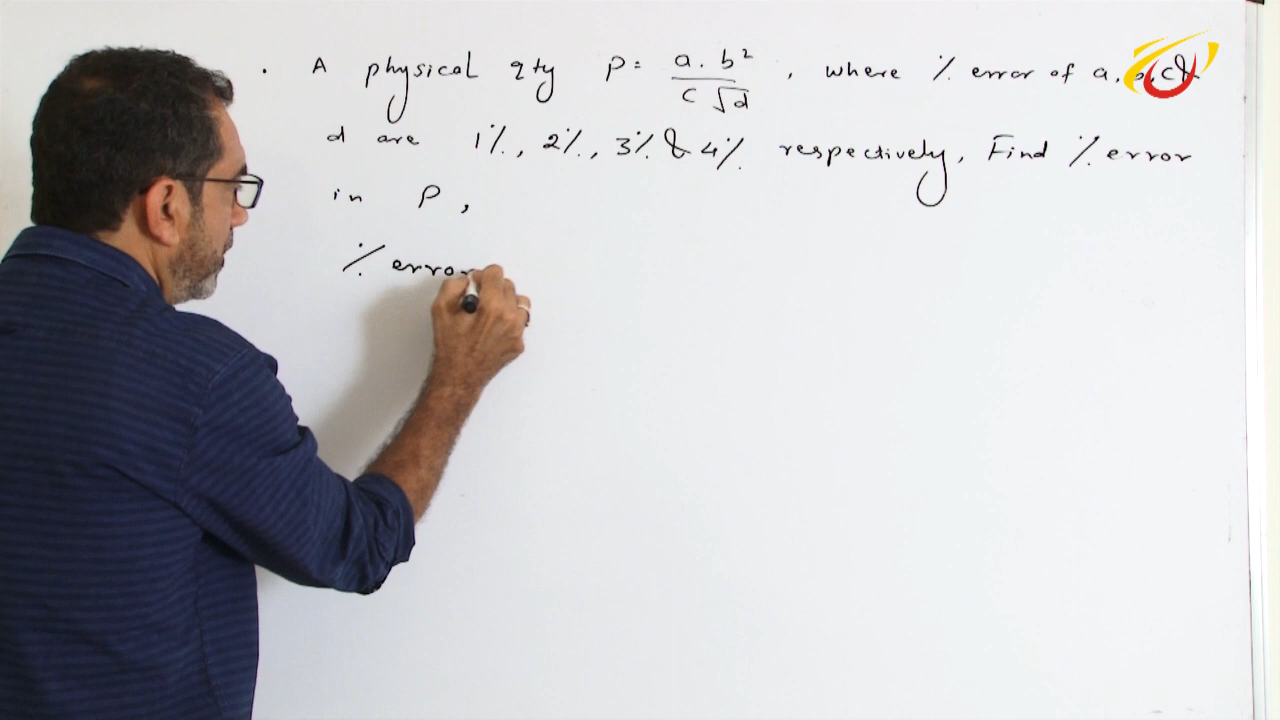 . A physical qty P = a . b² / c √d , where % error of a, b, c &
d are 1%, 2%, 3% & 4% respectively, Find % error
in P,
% error